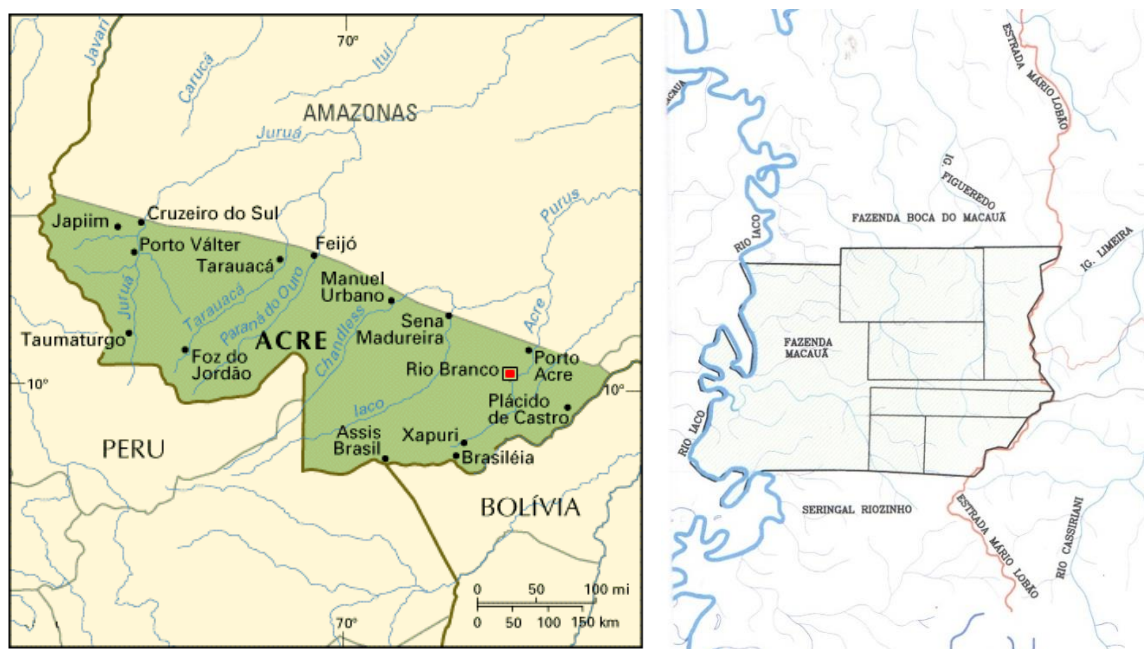 70°
Javari
Carucá
Ituí
AMAZONAS
Juruá
Purus
Japiim
Cruzeiro do Sul
Porto Válter
Feijó
Tarauacá
Manuel
Urbano
Juruá
Tarauacá
Paraná do Ouro
Chandless
Acre
Taumaturgo
ACRE
Sena
Madureira
Foz do
Jordão
Rio Branco
Porto
Acre
10°
10°
Iaco
Plácido
de Castro
Assis
Brasil
Xapuri
Brasiléia
PERU
BOLÍVIA
0 50 100 mi
0 50 100 150 km
70°
ESTRADA MÁRIO LOBÃO
MACAUA
IG. FIGUEREDO
FAZENDA BOCA DO MACAUÃ
RIO IACO
IG. LIMEIRA
FAZENDA
MACAUÃ
RIO IACO
SERINGAL RIOZINHO
ESTRADA MÁRIO LOBÃO
RIO CASSIRIANI